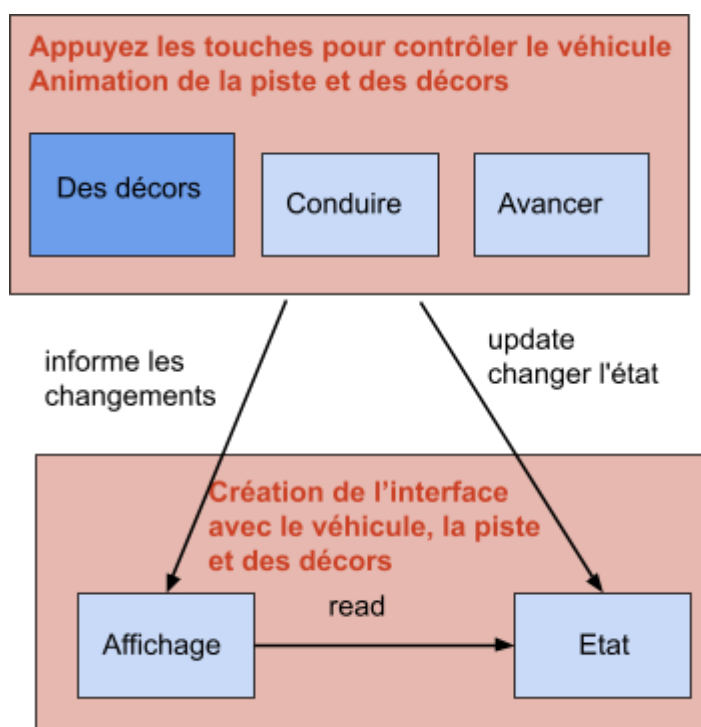 Appuyez les touches pour contrôler le véhicule
Animation de la piste et des décors
Des décors
Conduire
Avancer
informe les
changements
update
changer l'état
Création de l’interface
avec le véhicule, la piste
et des décors
read
Affichage
Etat